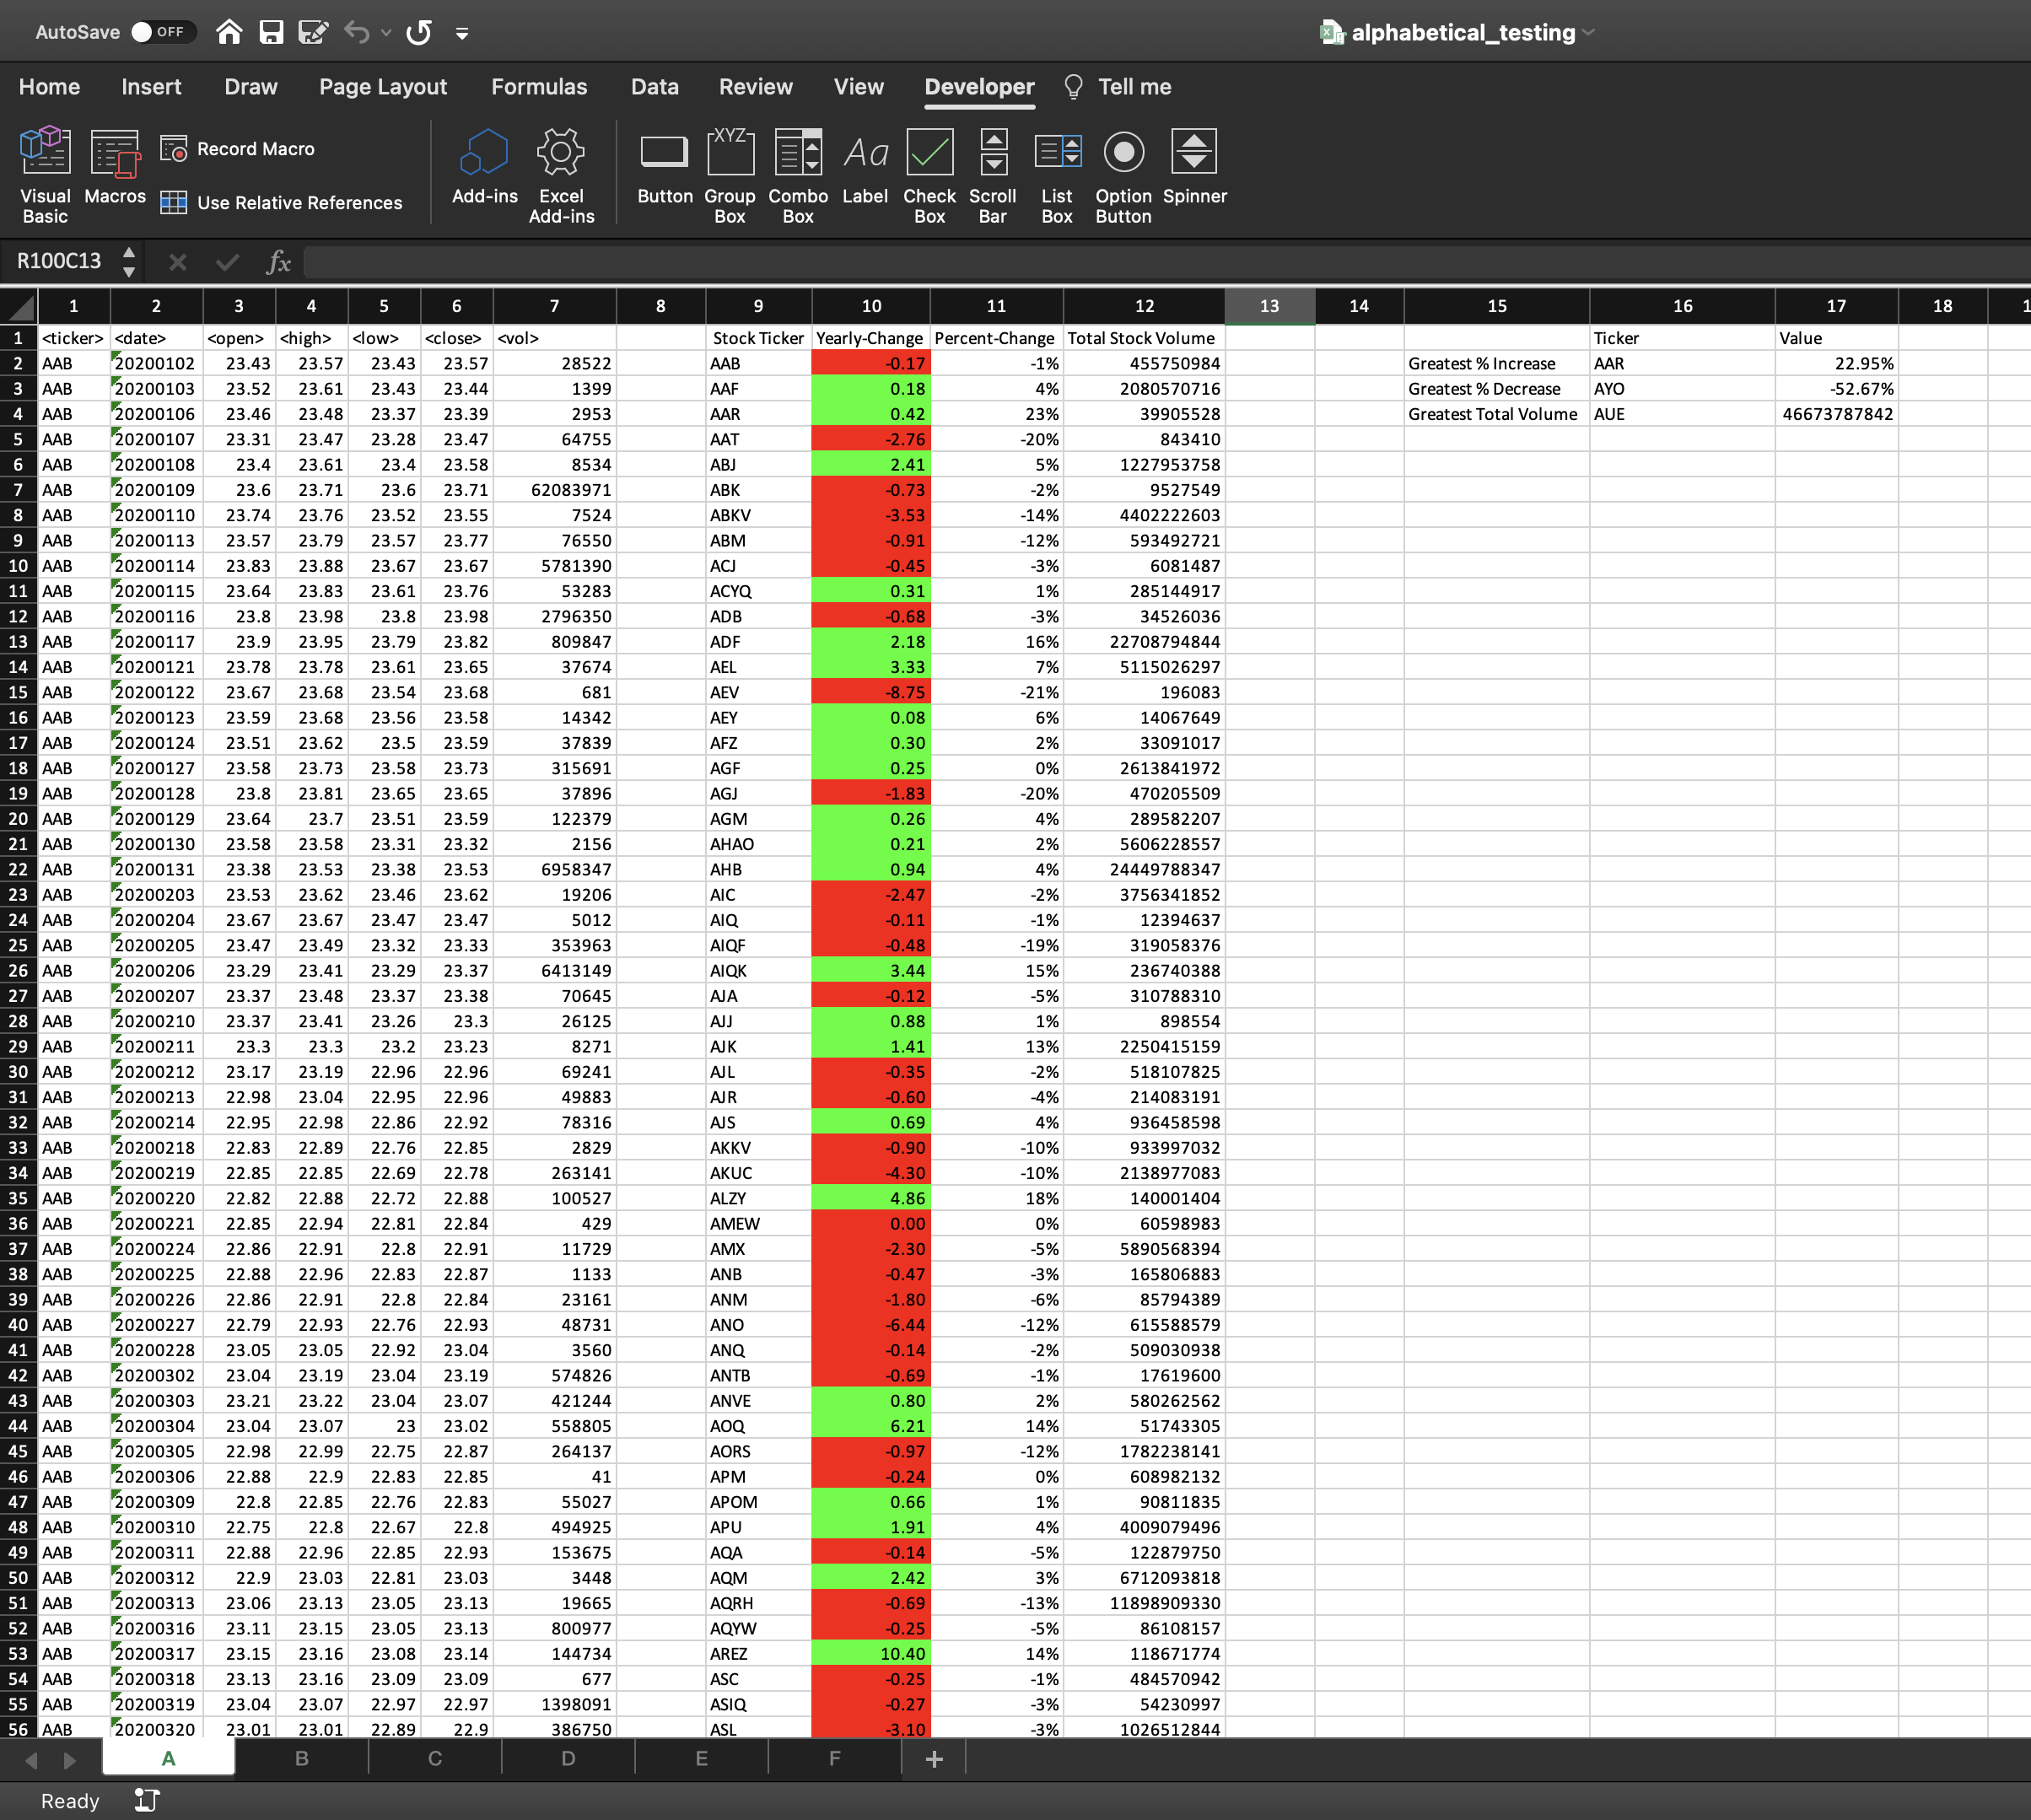 AutoSave OFF alphabetical_testing
Home Insert Draw Page Layout Formulas Data Review View Developer Tell me
Visual Basic Macros Record Macro Use Relative References Add-ins Excel Add-ins XYZ Button Group Box Combo Box Aa Label Check Box Scroll Bar List Box Option Button Spinner
R100C13 fx
1 2 3 4 5 6 7 8 9 10 11 12 13 14 15 16 17 18 1
1 <ticker> <date> <open> <high> <low> <close> <vol> Stock Ticker Yearly-Change Percent-Change Total Stock Volume Ticker Value
2 AAB 20200102 23.43 23.57 23.43 23.57 28522 AAB -0.17 -1% 455750984 Greatest % Increase AAR 22.95%
3 AAB 20200103 23.52 23.61 23.43 23.44 1399 AAF 0.18 4% 2080570716 Greatest % Decrease AYO -52.67%
4 AAB 20200106 23.46 23.48 23.37 23.39 2953 AAR 0.42 23% 39905528 Greatest Total Volume AUE 46673787842
5 AAB 20200107 23.31 23.47 23.28 23.47 64755 AAT -2.76 -20% 843410
6 AAB 20200108 23.4 23.61 23.4 23.58 8534 ABJ 2.41 5% 1227953758
7 AAB 20200109 23.6 23.71 23.6 23.71 62083971 ABK -0.73 -2% 9527549
8 AAB 20200110 23.74 23.76 23.52 23.55 7524 ABKV -3.53 -14% 4402222603
9 AAB 20200113 23.57 23.79 23.57 23.77 76550 ABM -0.91 -12% 593492721
10 AAB 20200114 23.83 23.88 23.67 23.67 5781390 ACJ -0.45 -3% 6081487
11 AAB 20200115 23.64 23.83 23.61 23.76 53283 ACYQ 0.31 1% 285144917
12 AAB 20200116 23.8 23.98 23.8 23.98 2796350 ADB -0.68 -3% 34526036
13 AAB 20200117 23.9 23.95 23.79 23.82 809847 ADF 2.18 16% 22708794844
14 AAB 20200121 23.78 23.78 23.61 23.65 37674 AEL 3.33 7% 5115026297
15 AAB 20200122 23.67 23.68 23.54 23.68 681 AEV -8.75 -21% 196083
16 AAB 20200123 23.59 23.68 23.56 23.58 14342 AEY 0.08 6% 14067649
17 AAB 20200124 23.51 23.62 23.5 23.59 37839 AFZ 0.30 2% 33091017
18 AAB 20200127 23.58 23.73 23.58 23.73 315691 AGF 0.25 0% 2613841972
19 AAB 20200128 23.8 23.81 23.65 23.65 37896 AGJ -1.83 -20% 470205509
20 AAB 20200129 23.64 23.7 23.51 23.59 122379 AGM 0.26 4% 289582207
21 AAB 20200130 23.58 23.58 23.31 23.32 2156 AHAO 0.21 2% 5606228557
22 AAB 20200131 23.38 23.53 23.38 23.53 6958347 AHB 0.94 4% 24449788347
23 AAB 20200203 23.53 23.62 23.46 23.62 19206 AIC -2.47 -2% 3756341852
24 AAB 20200204 23.67 23.67 23.47 23.47 5012 AIQ -0.11 -1% 12394637
25 AAB 20200205 23.47 23.49 23.32 23.33 353963 AIQF -0.48 -19% 319058376
26 AAB 20200206 23.29 23.41 23.29 23.37 6413149 AIQK 3.44 15% 236740388
27 AAB 20200207 23.37 23.48 23.37 23.38 70645 AJA -0.12 -5% 310788310
28 AAB 20200210 23.37 23.41 23.26 23.3 26125 AJJ 0.88 1% 898554
29 AAB 20200211 23.3 23.3 23.2 23.23 8271 AJK 1.41 13% 2250415159
30 AAB 20200212 23.17 23.19 22.96 22.96 69241 AJL -0.35 -2% 518107825
31 AAB 20200213 22.98 23.04 22.95 22.96 49883 AJR -0.60 -4% 214083191
32 AAB 20200214 22.95 22.98 22.86 22.92 78316 AJS 0.69 4% 936458598
33 AAB 20200218 22.83 22.89 22.76 22.85 2829 AKKV -0.90 -10% 933997032
34 AAB 20200219 22.85 22.85 22.69 22.78 263141 AKUC -4.30 -10% 2138977083
35 AAB 20200220 22.82 22.88 22.72 22.88 100527 ALZY 4.86 18% 140001404
36 AAB 20200221 22.85 22.94 22.81 22.84 429 AMEW 0.00 0% 60598983
37 AAB 20200224 22.86 22.91 22.8 22.91 11729 AMX -2.30 -5% 5890568394
38 AAB 20200225 22.88 22.96 22.83 22.87 1133 ANB -0.47 -3% 165806883
39 AAB 20200226 22.86 22.91 22.8 22.84 23161 ANM -1.80 -6% 85794389
40 AAB 20200227 22.79 22.93 22.76 22.93 48731 ANO -6.44 -12% 615588579
41 AAB 20200228 23.05 23.05 22.92 23.04 3560 ANQ -0.14 -2% 509030938
42 AAB 20200302 23.04 23.19 23.04 23.19 574826 ANTB -0.69 -1% 17619600
43 AAB 20200303 23.21 23.22 23.04 23.07 421244 ANVE 0.80 2% 580262562
44 AAB 20200304 23.04 23.07 23 23.02 558805 AOQ 6.21 14% 51743305
45 AAB 20200305 22.98 22.99 22.75 22.87 264137 AORS -0.97 -12% 1782238141
46 AAB 20200306 22.88 22.9 22.83 22.85 41 APM -0.24 0% 608982132
47 AAB 20200309 22.8 22.85 22.76 22.83 55027 APOM 0.66 1% 90811835
48 AAB 20200310 22.75 22.8 22.67 22.8 494925 APU 1.91 4% 4009079496
49 AAB 20200311 22.88 22.96 22.85 22.93 153675 AQA -0.14 -5% 122879750
50 AAB 20200312 22.9 23.03 22.81 23.03 3448 AQM 2.42 3% 6712093818
51 AAB 20200313 23.06 23.13 23.05 23.13 19665 AQRH -0.69 -13% 11898909330
52 AAB 20200316 23.11 23.15 23.05 23.13 800977 AQYW -0.25 -5% 86108157
53 AAB 20200317 23.15 23.16 23.08 23.14 144734 AREZ 10.40 14% 118671774
54 AAB 20200318 23.13 23.16 23.09 23.09 677 ASC -0.25 -1% 484570942
55 AAB 20200319 23.04 23.07 22.97 22.97 1398091 ASIQ -0.27 -3% 54230997
56 AAB 20200320 23.01 23.01 22.89 22.9 386750 ASL -3.10 -3% 1026512844
A B C D E F +
Ready